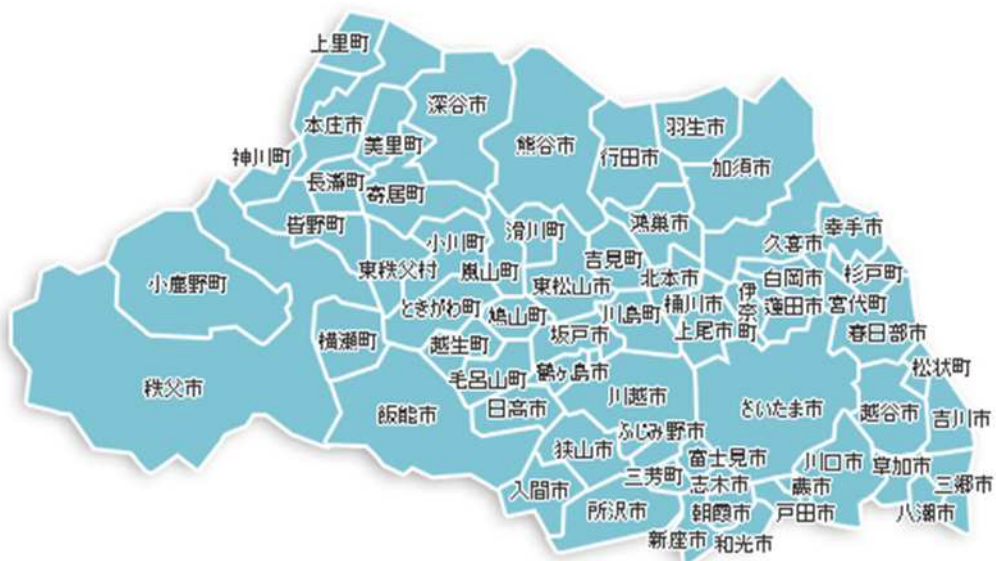 上里町
深谷市
本庄市
羽生市
美里町
熊谷市
行田市
神川町
加須市
長瀞町
寄居町
皆野町
鴻巣市
幸手市
小川町
滑川町
久喜市
吉見町
東秩父村
嵐山町
北本市
白岡市
杉戸町
小鹿野町
東松山市
伊奈町
ときがわ町
桶川市
蓮田市
宮代町
鳩山町
川島町
上尾市
春日部市
横瀬町
越生町
坂戸市
松伏町
毛呂山町
鶴ヶ島市
秩父市
川越市
飯能市
日高市
さいたま市
越谷市
吉川市
ふじみ野市
狭山市
富士見市
川口市
草加市
三芳町
志木市
蕨市
三郷市
入間市
所沢市
朝霞市
戸田市
八潮市
新座市
和光市